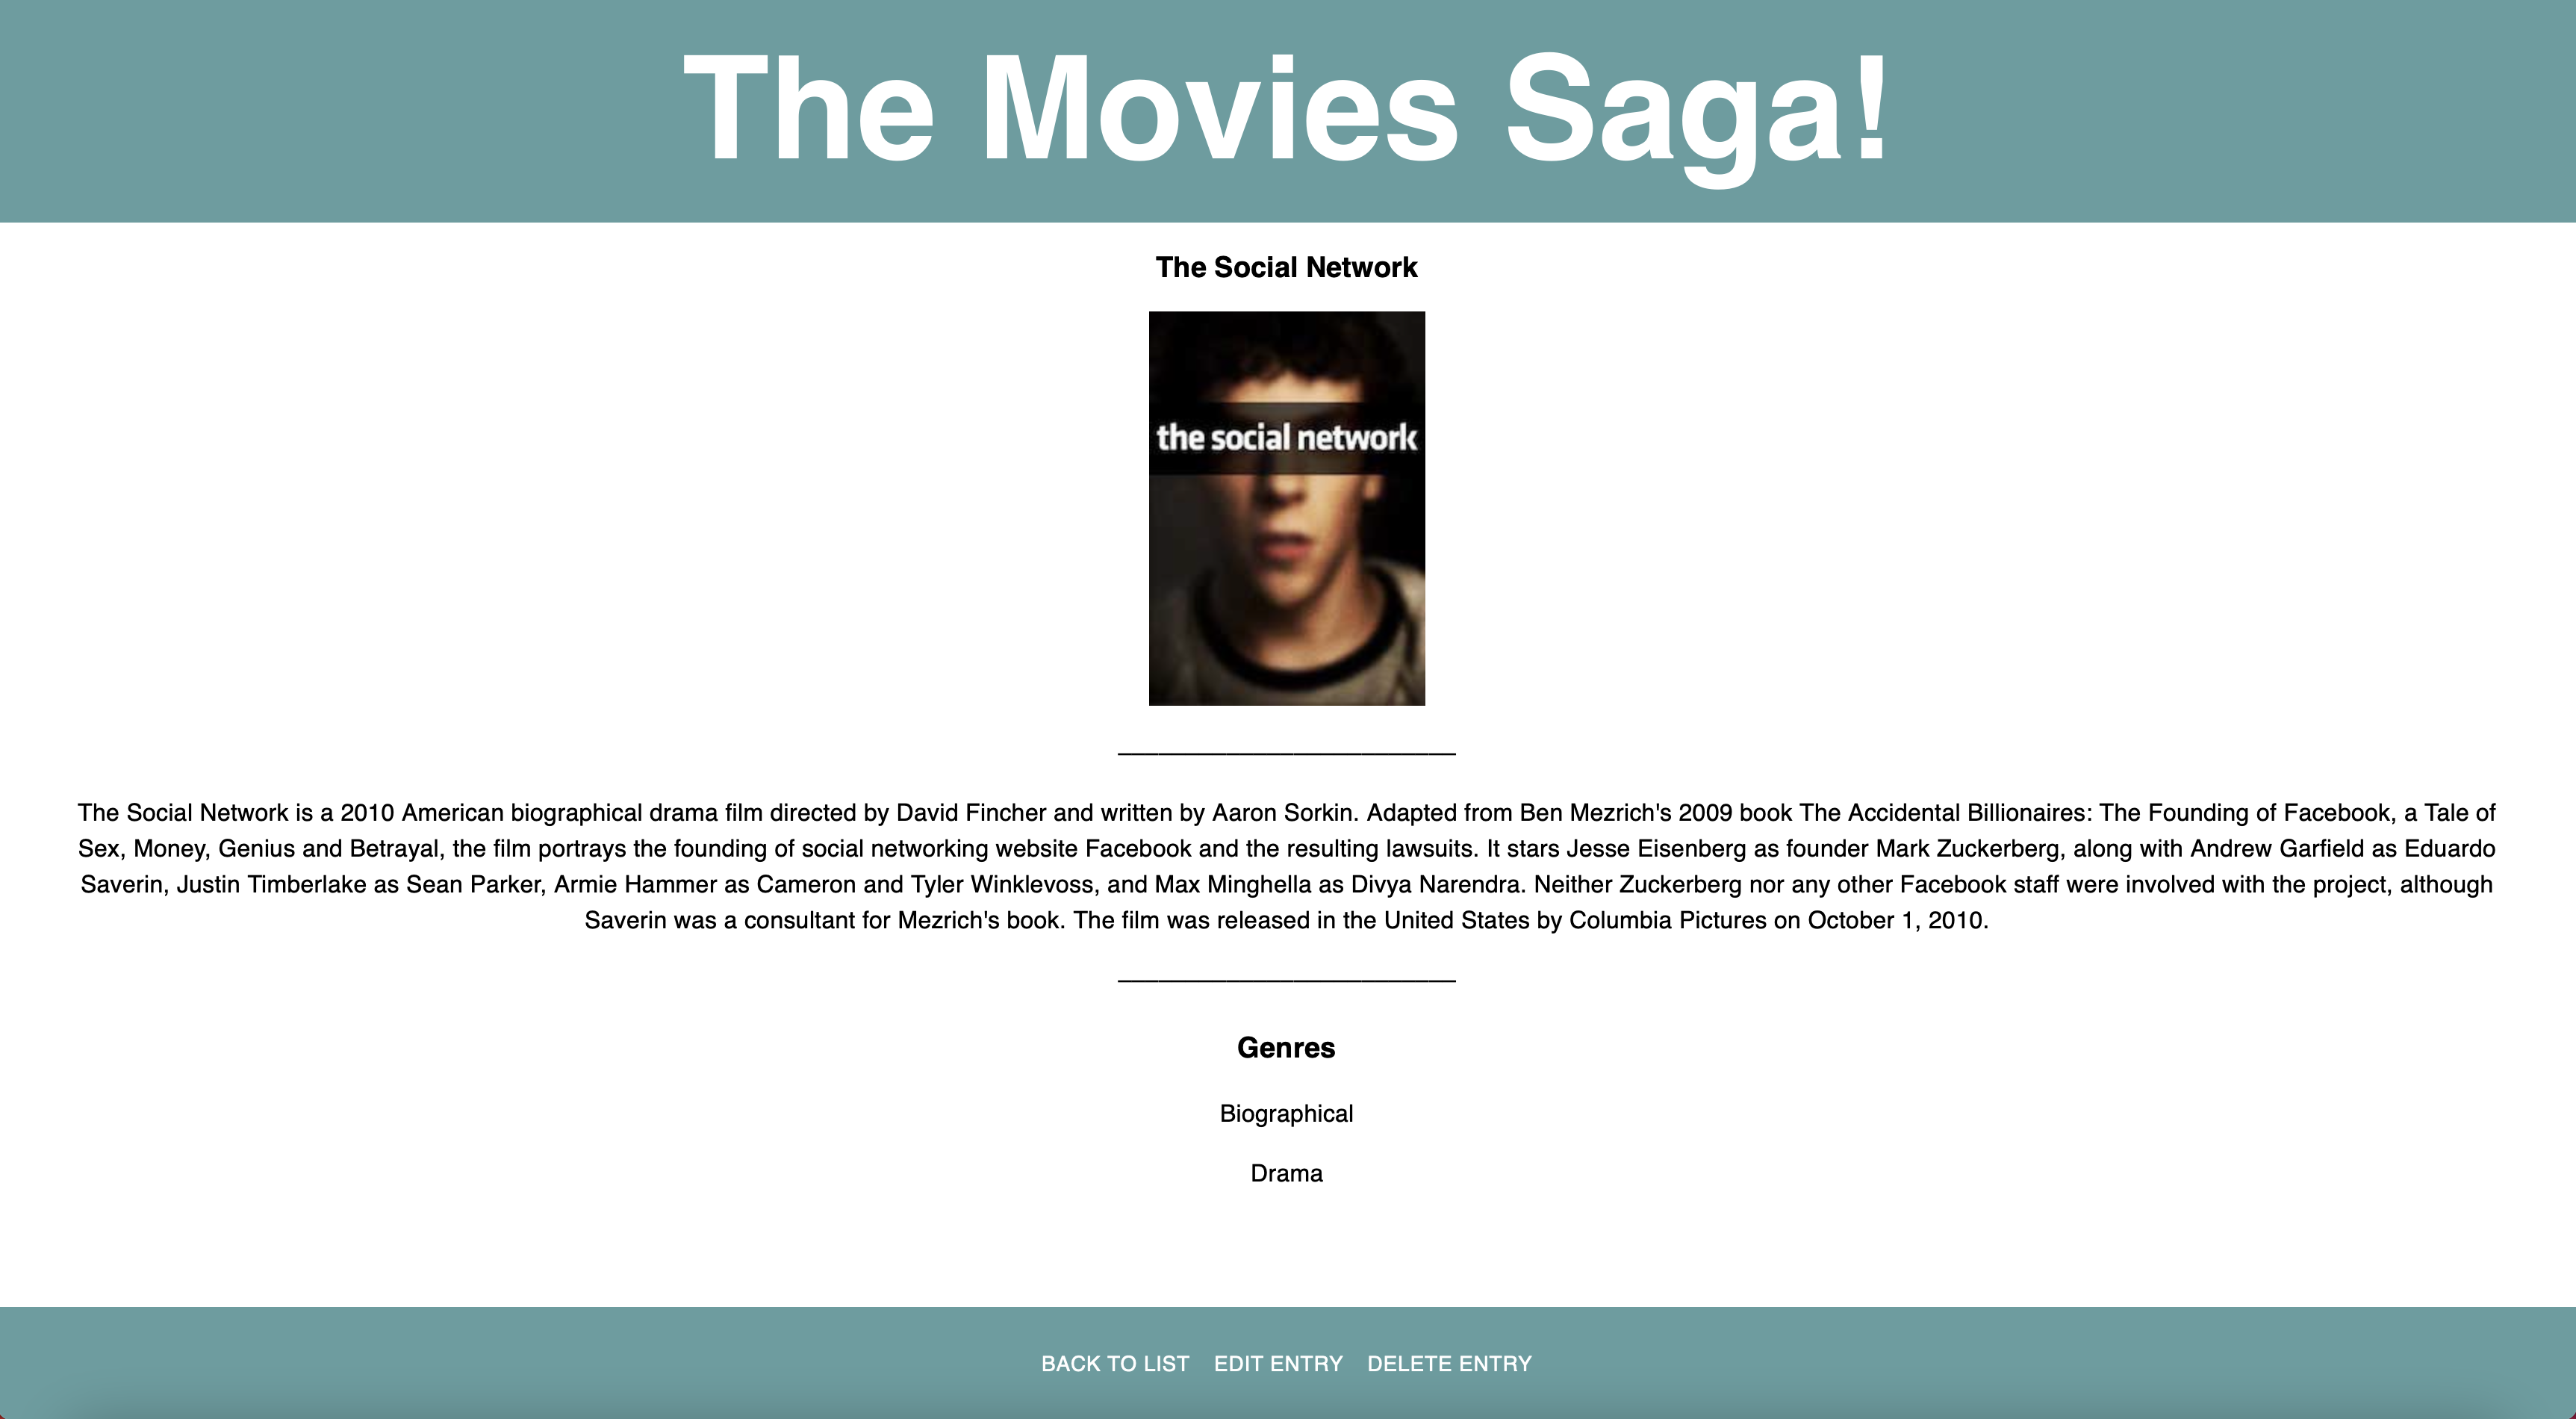 The Movies Saga!
The Social Network
the social network
The Social Network is a 2010 American biographical drama film directed by David Fincher and written by Aaron Sorkin. Adapted from Ben Mezrich's 2009 book The Accidental Billionaires: The Founding of Facebook, a Tale of
Sex, Money, Genius and Betrayal, the film portrays the founding of social networking website Facebook and the resulting lawsuits. It stars Jesse Eisenberg as founder Mark Zuckerberg, along with Andrew Garfield as Eduardo
Saverin, Justin Timberlake as Sean Parker, Armie Hammer as Cameron and Tyler Winklevoss, and Max Minghella as Divya Narendra. Neither Zuckerberg nor any other Facebook staff were involved with the project, although
Saverin was a consultant for Mezrich's book. The film was released in the United States by Columbia Pictures on October 1, 2010.
Genres
Biographical
Drama
BACK TO LIST EDIT ENTRY DELETE ENTRY